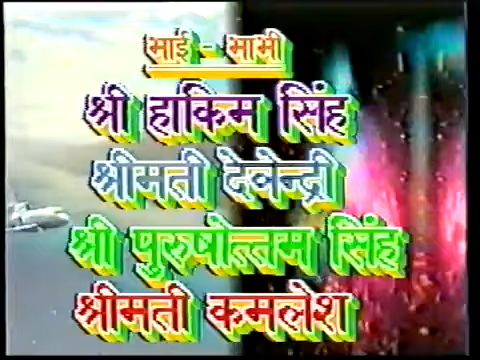 भाई - भाभी
श्री हाकिम सिंह
श्रीमती देवेन्द्री
श्री पुरुषोत्तम सिंह
श्रीमती कमलेश